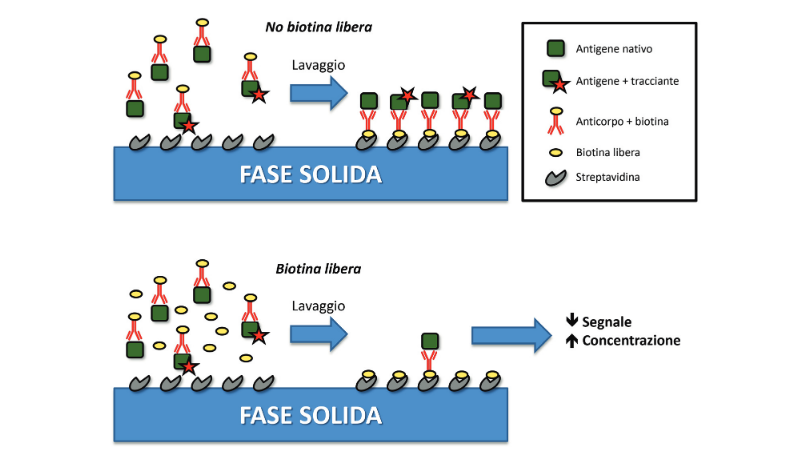 No biotina libera
Lavaggio
FASE SOLIDA
Antigene nativo
Antigene + tracciante
Anticorpo + biotina
Biotina libera
Streptavidina
Biotina libera
Lavaggio
FASE SOLIDA
Segnale
Concentrazione